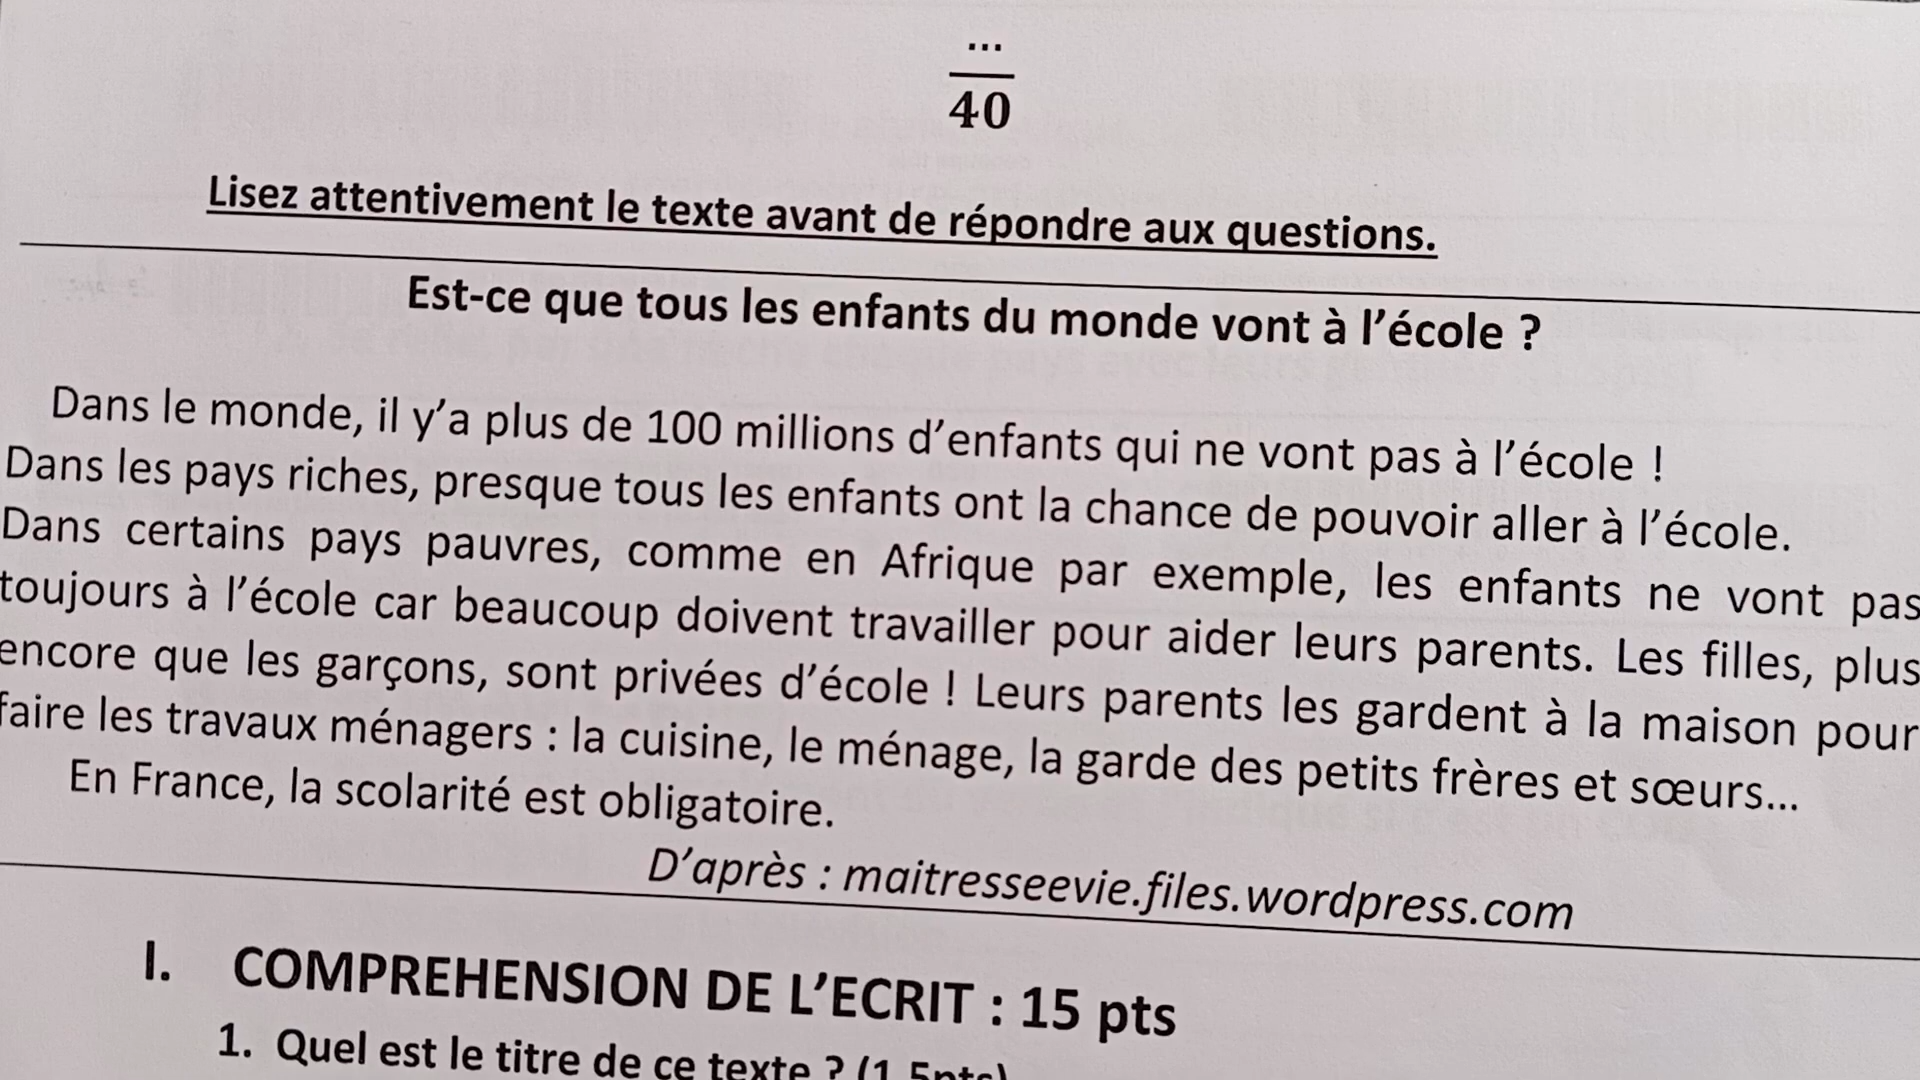 ...
40
Lisez attentivement le texte avant de répondre aux questions.
Est-ce que tous les enfants du monde vont à l'école ?
Dans le monde, il y'a plus de 100 millions d'enfants qui ne vont pas à l'école !
Dans les pays riches, presque tous les enfants ont la chance de pouvoir aller à l'école.
Dans certains pays pauvres, comme en Afrique par exemple, les enfants ne vont pas
toujours à l'école car beaucoup doivent travailler pour aider leurs parents. Les filles, plus
encore que les garçons, sont privées d'école ! Leurs parents les gardent à la maison pour
faire les travaux ménagers : la cuisine, le ménage, la garde des petits frères et sœurs...
En France, la scolarité est obligatoire.
D'après : maitresseevie.files.wordpress.com
I. COMPREHENSION DE L'ECRIT : 15 pts
1. Quel est le titre de ce texte ? (1,5pts)